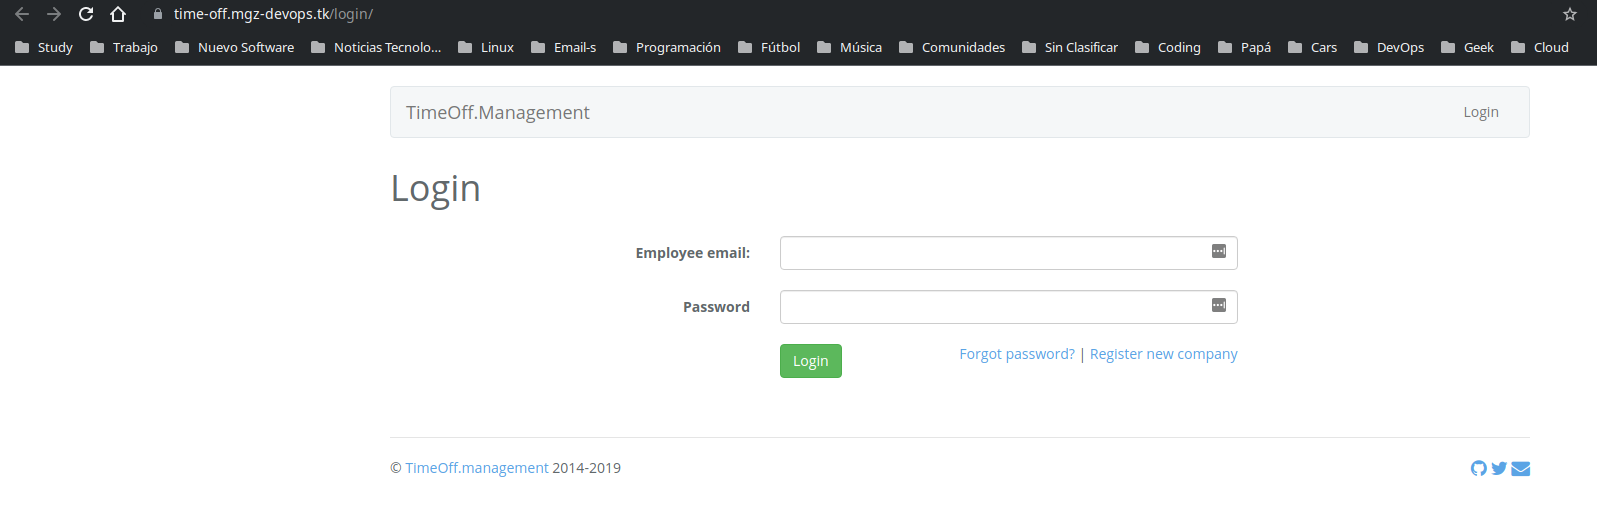 time-off.mgz-devops.tk/login/
Study Trabajo Nuevo Software Noticias Tecnolo... Linux Email-s Programación Fútbol Música Comunidades Sin Clasificar Coding Papá Cars DevOps Geek Cloud
TimeOff.Management Login
Login
Employee email:
Password
Login Forgot password? | Register new company
© TimeOff.management 2014-2019